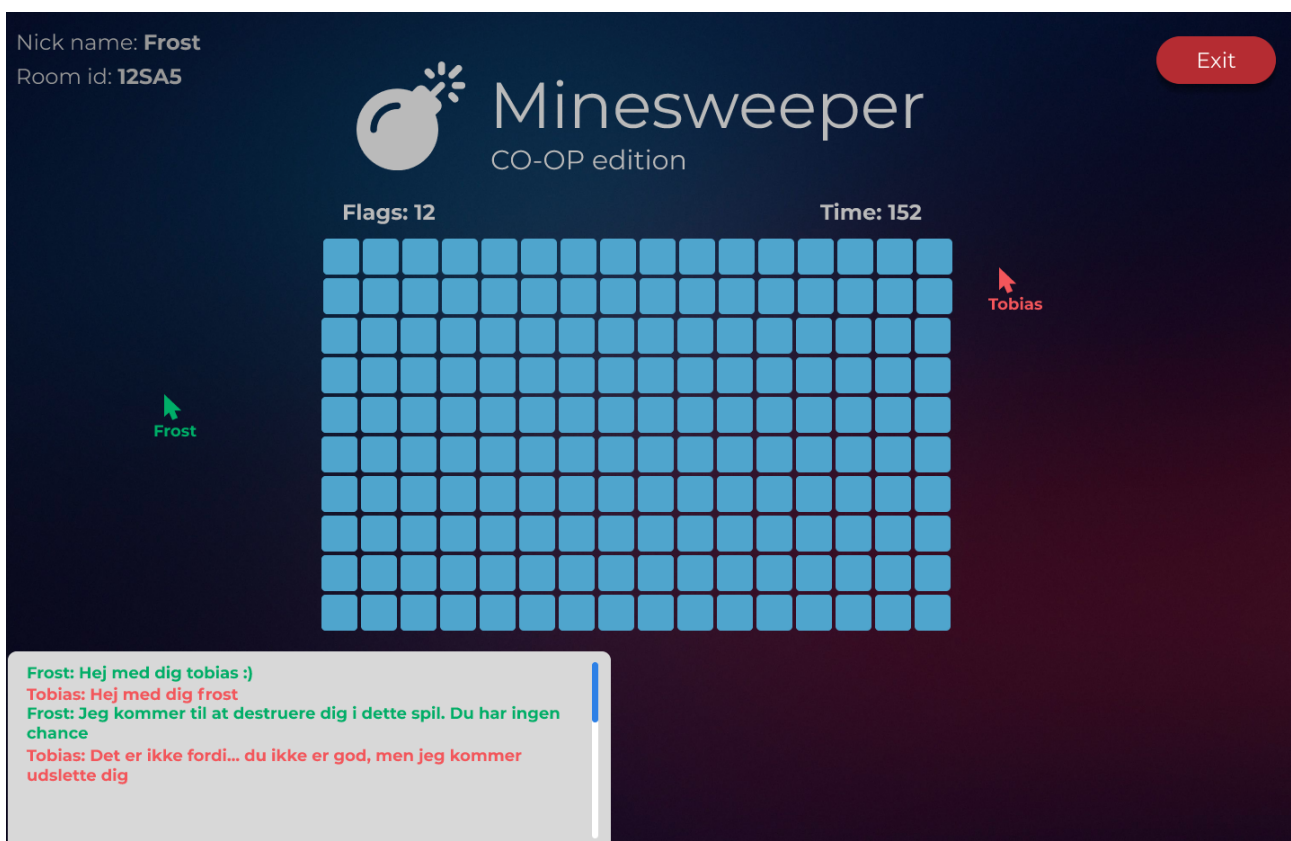 Nick name: Frost
Room id: 12SA5
Exit
Minesweeper
CO-OP edition
Flags: 12
Time: 152
Tobias
Frost
Frost: Hej med dig tobias :)
Tobias: Hej med dig frost
Frost: Jeg kommer til at destruere dig i dette spil. Du har ingen
chance
Tobias: Det er ikke fordi... du ikke er god, men jeg kommer
udslette dig